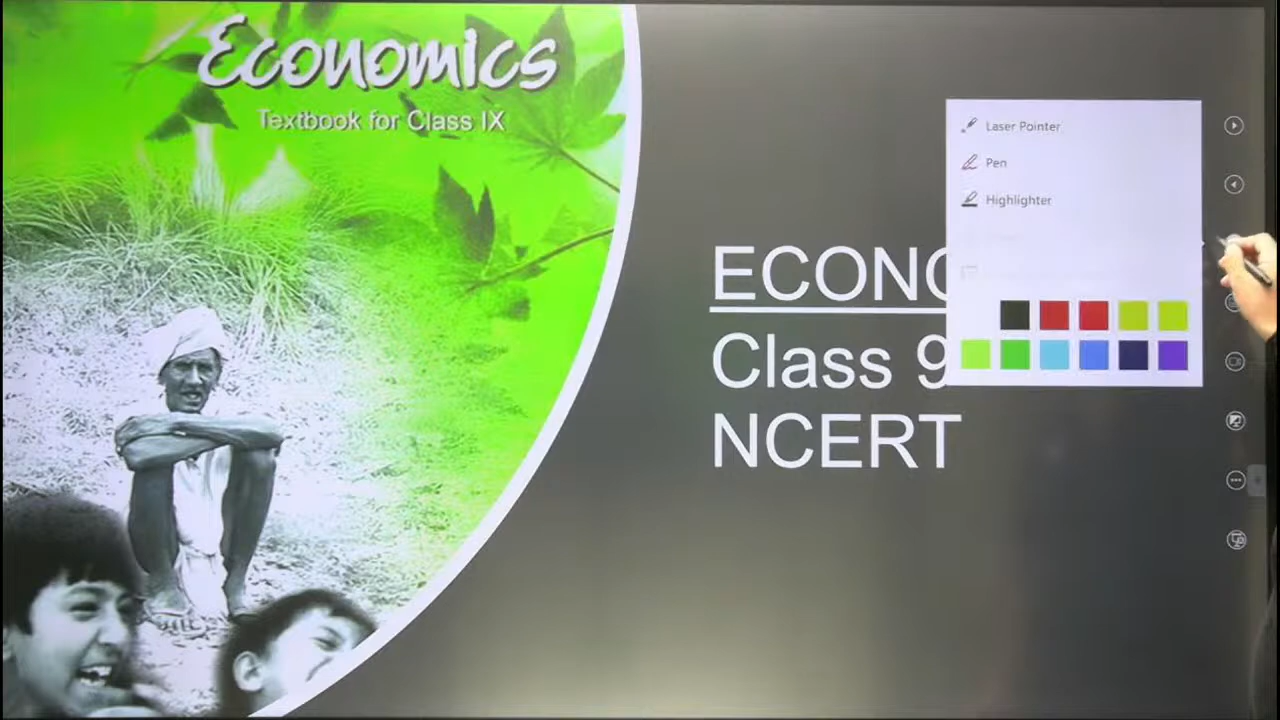 Economics
Textbook for Class IX
Laser Pointer
Pen
Highlighter
ECONO
Class 9
NCERT